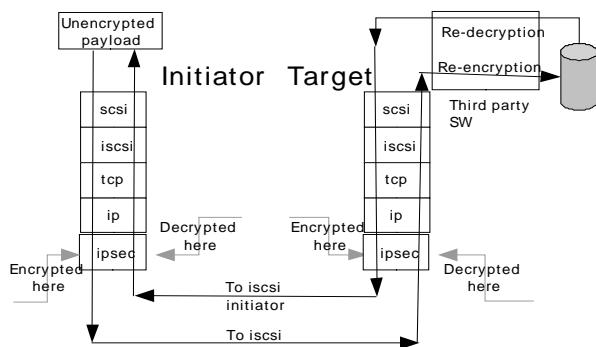 Unencrypted
payload
Initiator
Target
Re-decryption
Re-encryption
Third party
SW
scsi
iscsi
tcp
ip
ipsec
scsi
iscsi
tcp
ip
ipsec
Encrypted
here
Decrypted
here
Encrypted
here
Decrypted
here
To iscsi
initiator
To iscsi